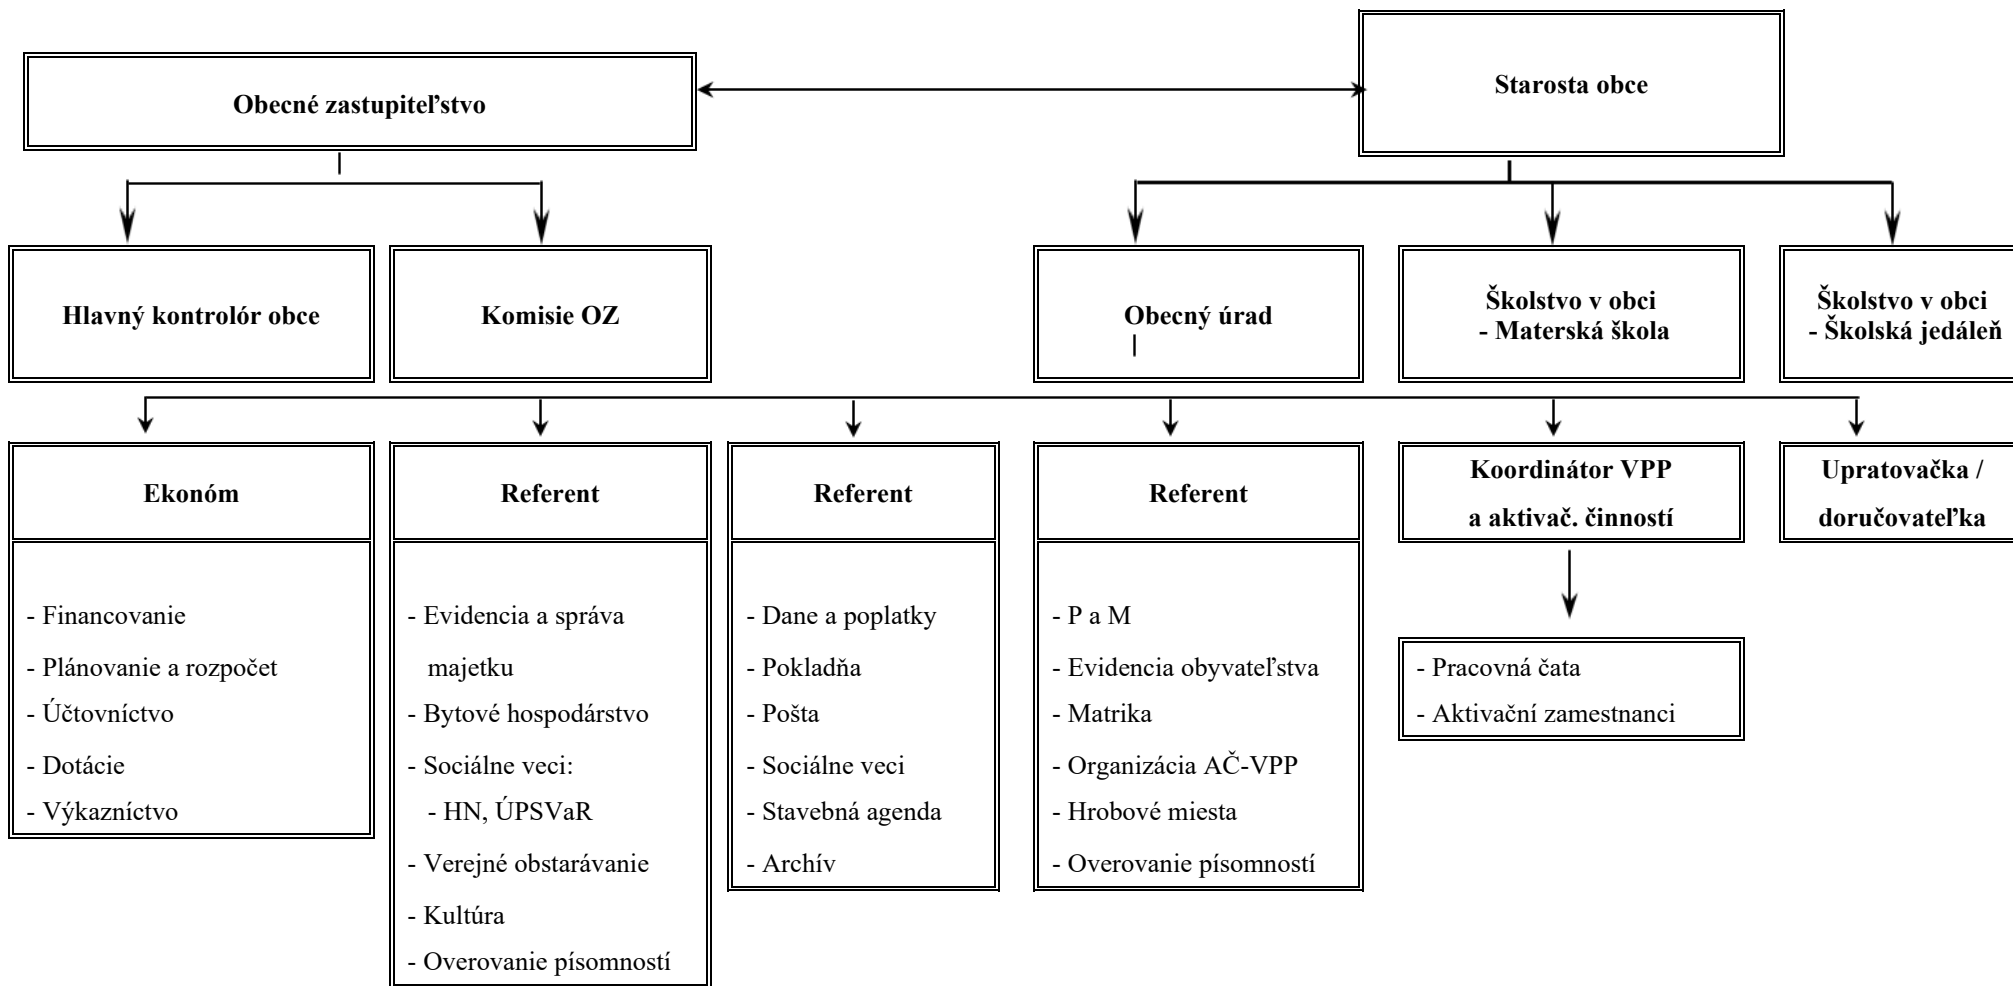 Obecné zastupiteľstvo
Starosta obce
Hlavný kontrolór obce
Komisie OZ
Obecný úrad
Školstvo v obci
- Materská škola
Školstvo v obci
- Školská jedáleň
Ekonóm
- Financovanie
- Plánovanie a rozpočet
- Účtovníctvo
- Dotácie
- Výkazníctvo
Referent
- Evidencia a správa
majetku
- Bytové hospodárstvo
- Sociálne veci:
- HN, ÚPSVaR
- Verejné obstarávanie
- Kultúra
- Overovanie písomností
Referent
- Dane a poplatky
- Pokladňa
- Pošta
- Sociálne veci
- Stavebná agenda
- Archív
Referent
- P a M
- Evidencia obyvateľstva
- Matrika
- Organizácia AČ-VPP
- Hrobové miesta
- Overovanie písomností
Koordinátor VPP
a aktivač. činností
- Pracovná čata
- Aktivační zamestnanci
Upratovačka /
doručovateľka